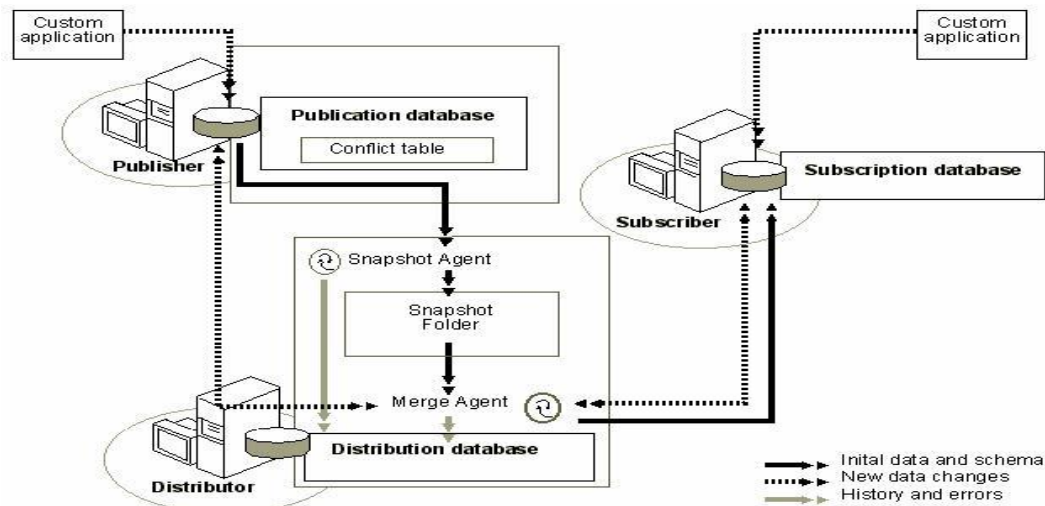 Custom
application
Custom
application
Publication database
Conflict table
Publisher
Subscription database
Subscriber
Snapshot Agent
Snapshot
Folder
Merge Agent
Distribution database
Distributor
Inital data and schema
New data changes
History and errors